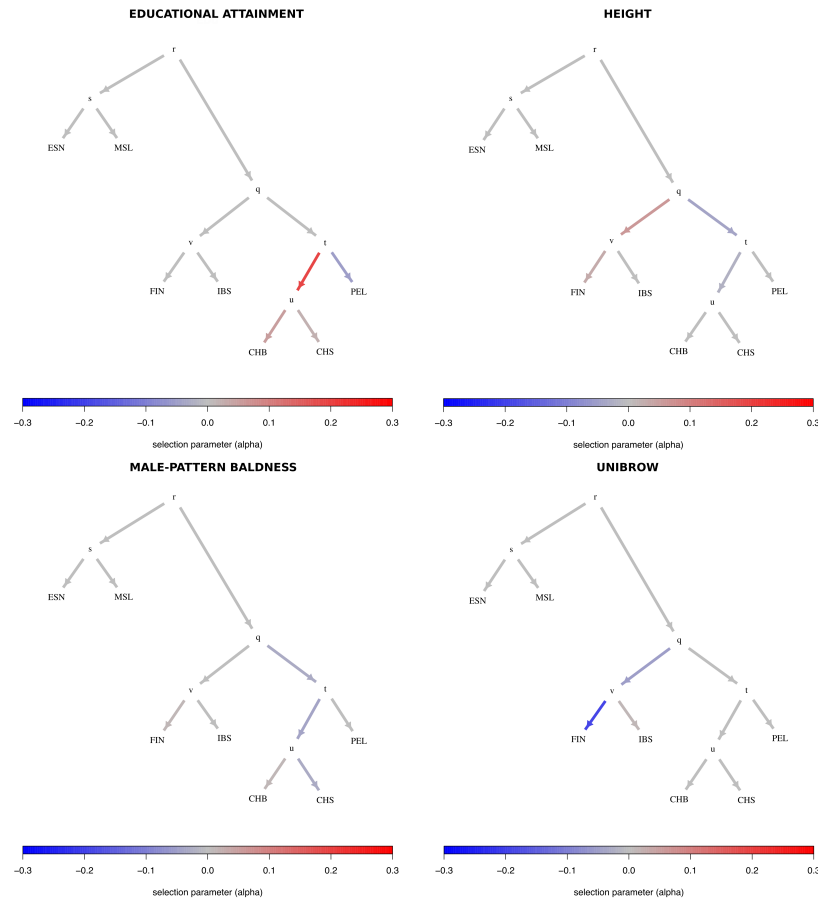 EDUCATIONAL ATTAINMENT
r
s
ESN MSL
q
v t
FIN IBS PEL
u
CHB CHS
−0.3 −0.2 −0.1 0.0 0.1 0.2 0.3
selection parameter (alpha)
HEIGHT
r
s
ESN MSL
q
v t
FIN IBS PEL
u
CHB CHS
−0.3 −0.2 −0.1 0.0 0.1 0.2 0.3
selection parameter (alpha)
MALE-PATTERN BALDNESS
r
s
ESN MSL
q
v t
FIN IBS PEL
u
CHB CHS
−0.3 −0.2 −0.1 0.0 0.1 0.2 0.3
selection parameter (alpha)
UNIBROW
r
s
ESN MSL
q
v t
FIN IBS PEL
u
CHB CHS
−0.3 −0.2 −0.1 0.0 0.1 0.2 0.3
selection parameter (alpha)